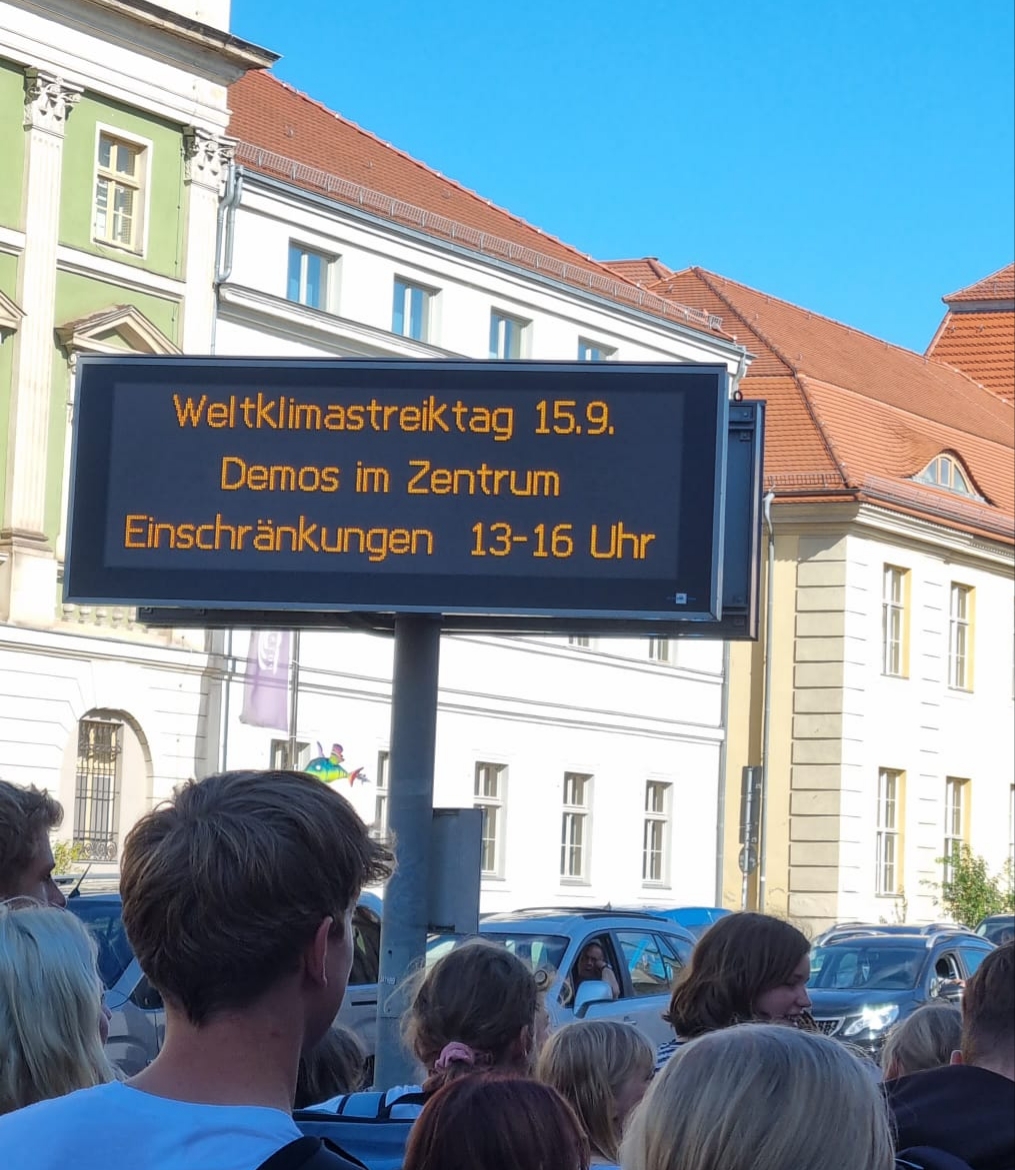 Weltklimastreiktag 15.9.
Demos im Zentrum
Einschränkungen 13-16 Uhr